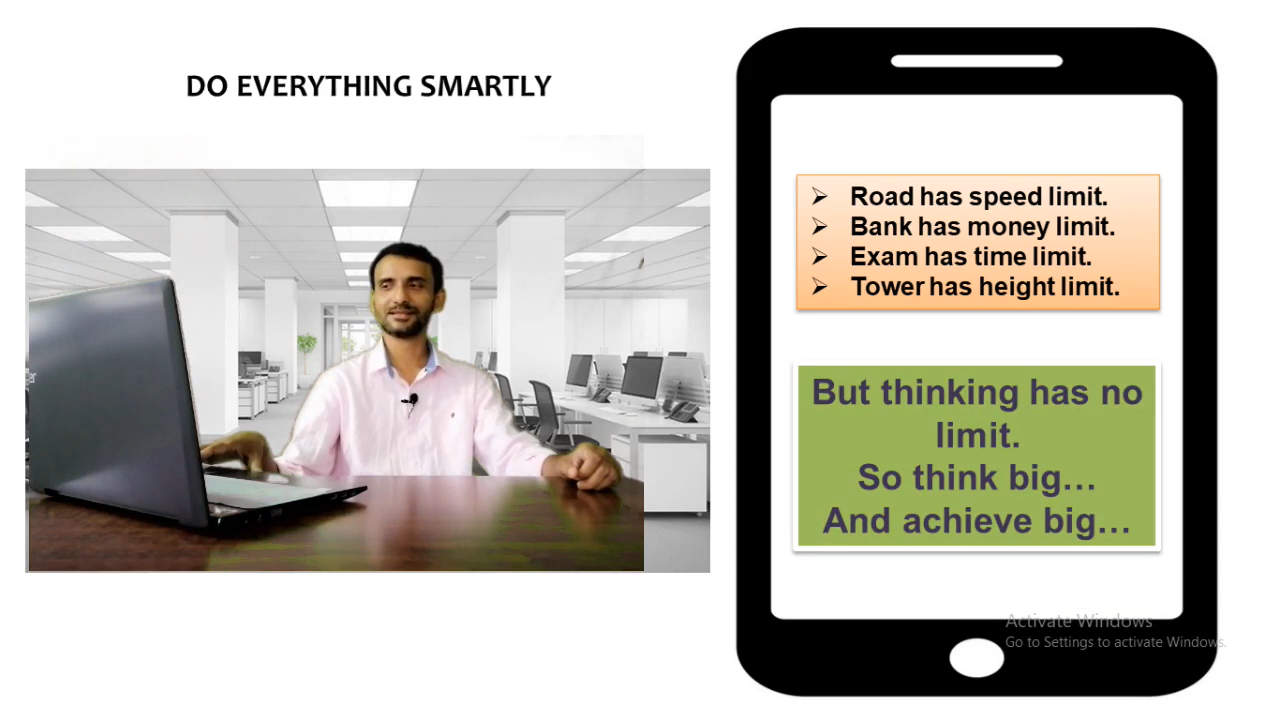 DO EVERYTHING SMARTLY
Road has speed limit.
Bank has money limit.
Exam has time limit.
Tower has height limit.
But thinking has no
limit.
So think big…
And achieve big…
Activate Windows
Go to Settings to activate Windows.